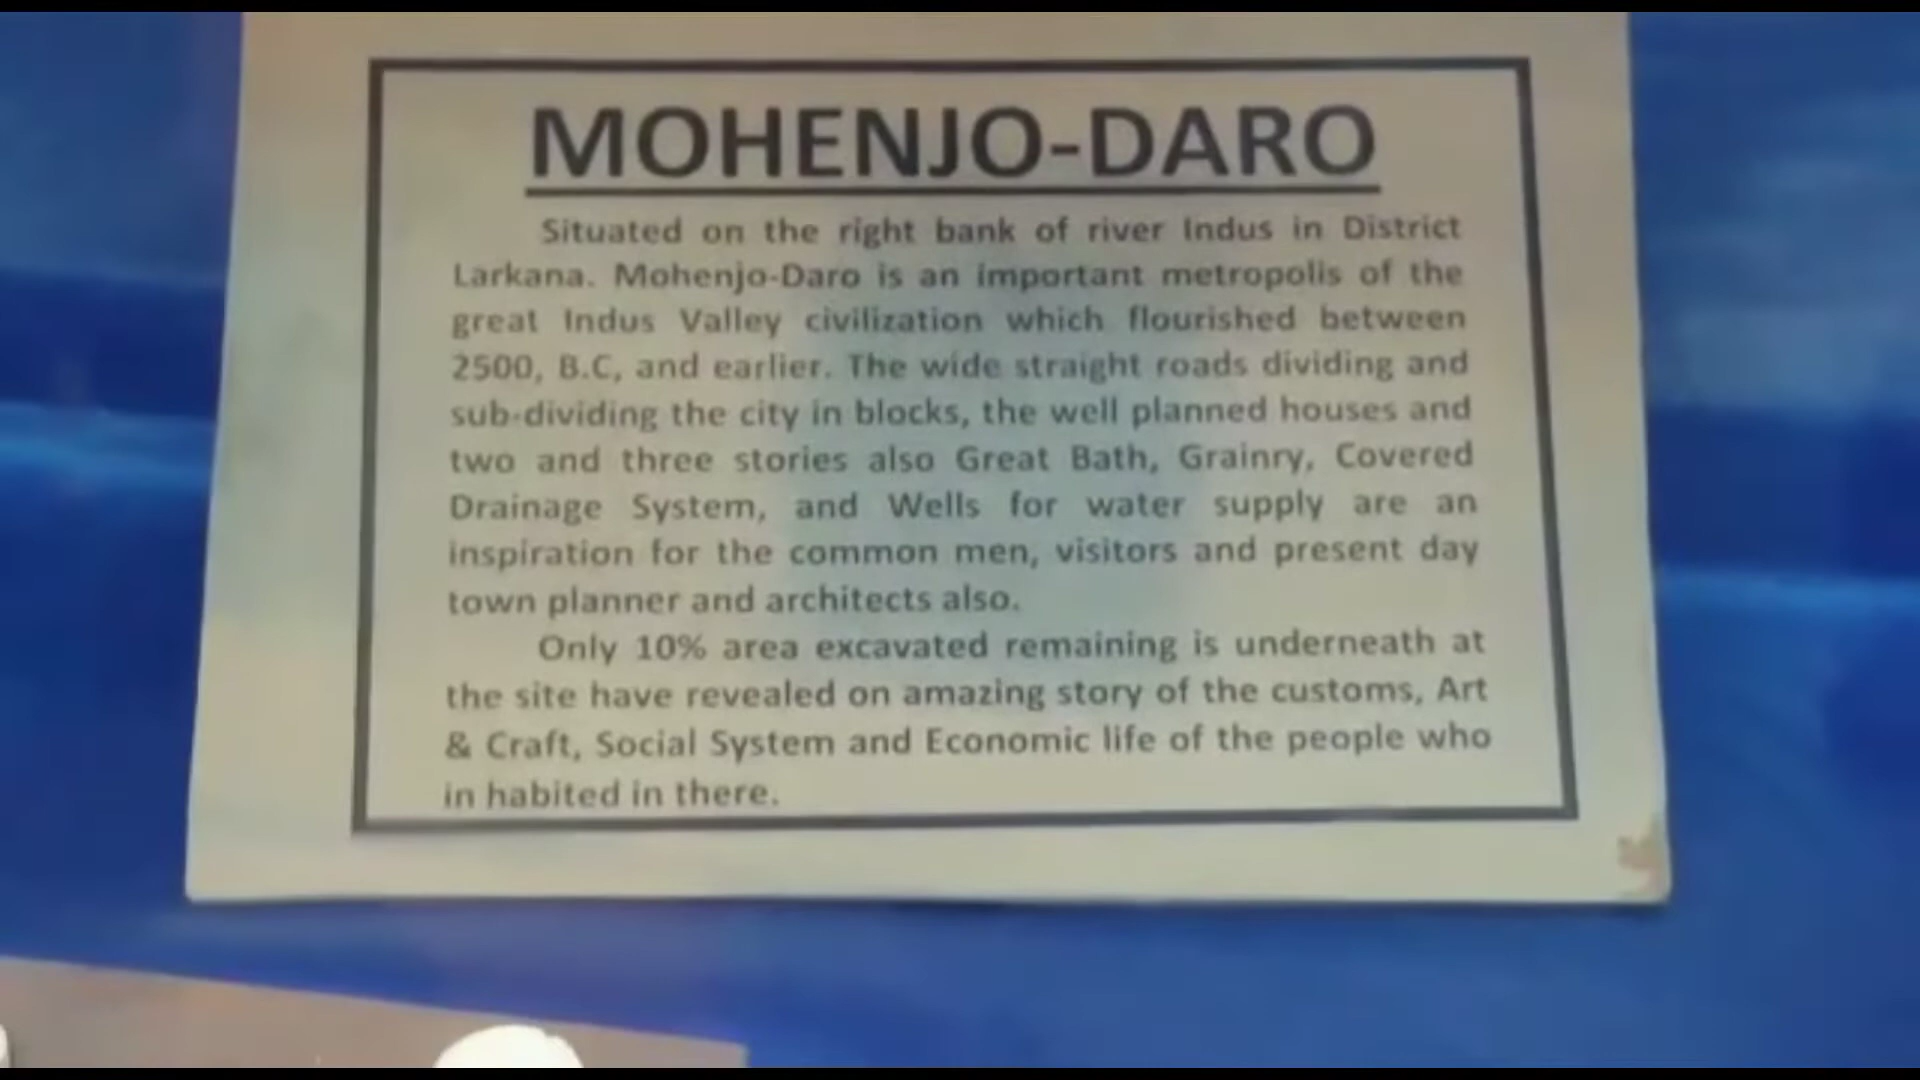 MOHENJO-DARO
Situated on the right bank of river Indus in District
Larkana. Mohenjo-Daro is an important metropolis of the
great Indus Valley civilization which flourished between
2500, B.C, and earlier. The wide straight roads dividing and
sub-dividing the city in blocks, the well planned houses and
two and three stories also Great Bath, Grainry, Covered
Drainage System, and Wells for water supply are an
inspiration for the common men, visitors and present day
town planner and architects also.
Only 10% area excavated remaining is underneath at
the site have revealed on amazing story of the customs, Art
& Craft, Social System and Economic life of the people who
in habited in there.